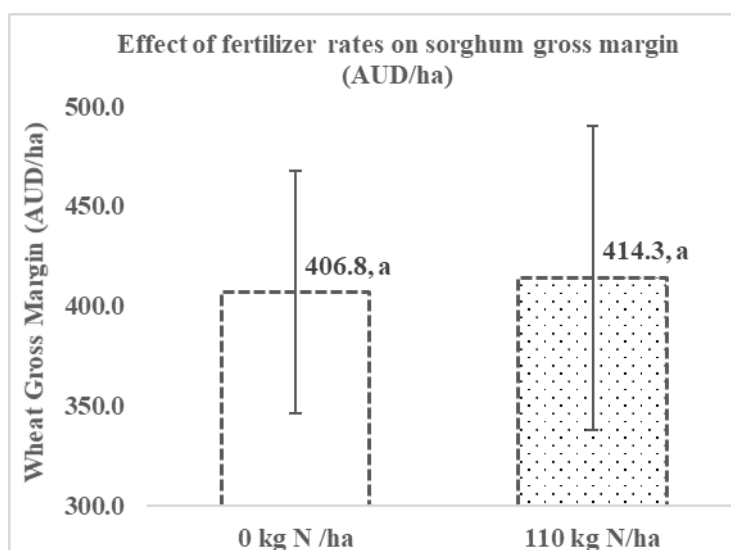 Effect of fertilizer rates on sorghum gross margin
(AUD/ha)
Wheat Gross Margin (AUD/ha)
500.0
450.0
400.0
350.0
300.0
406.8, a
414.3, a
0 kg N /ha
110 kg N/ha